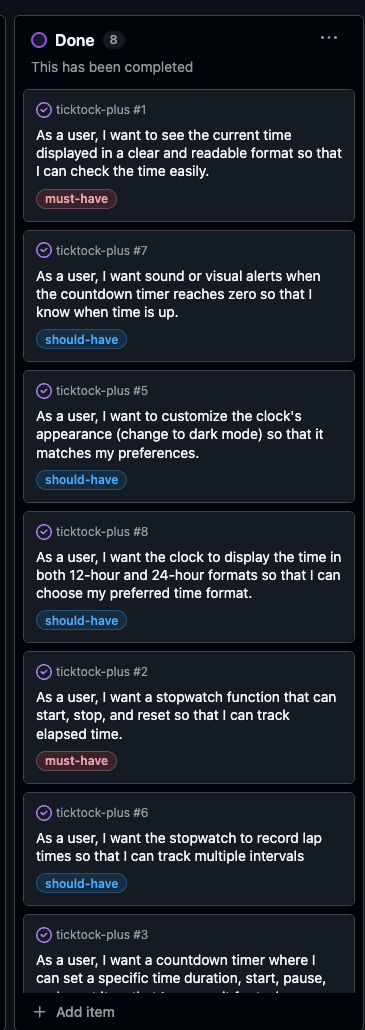 Done 8
This has been completed
ticktock-plus #1
As a user, I want to see the current time
displayed in a clear and readable format so that
I can check the time easily.
must-have
ticktock-plus #7
As a user, I want sound or visual alerts when
the countdown timer reaches zero so that I
know when time is up.
should-have
ticktock-plus #5
As a user, I want to customize the clock's
appearance (change to dark mode) so that it
matches my preferences.
should-have
ticktock-plus #8
As a user, I want the clock to display the time in
both 12-hour and 24-hour formats so that I can
choose my preferred time format.
should-have
ticktock-plus #2
As a user, I want a stopwatch function that can
start, stop, and reset so that I can track
elapsed time.
must-have
ticktock-plus #6
As a user, I want the stopwatch to record lap
times so that I can track multiple intervals
should-have
ticktock-plus #3
As a user, I want a countdown timer where I
can set a specific time duration, start, pause,
Add item